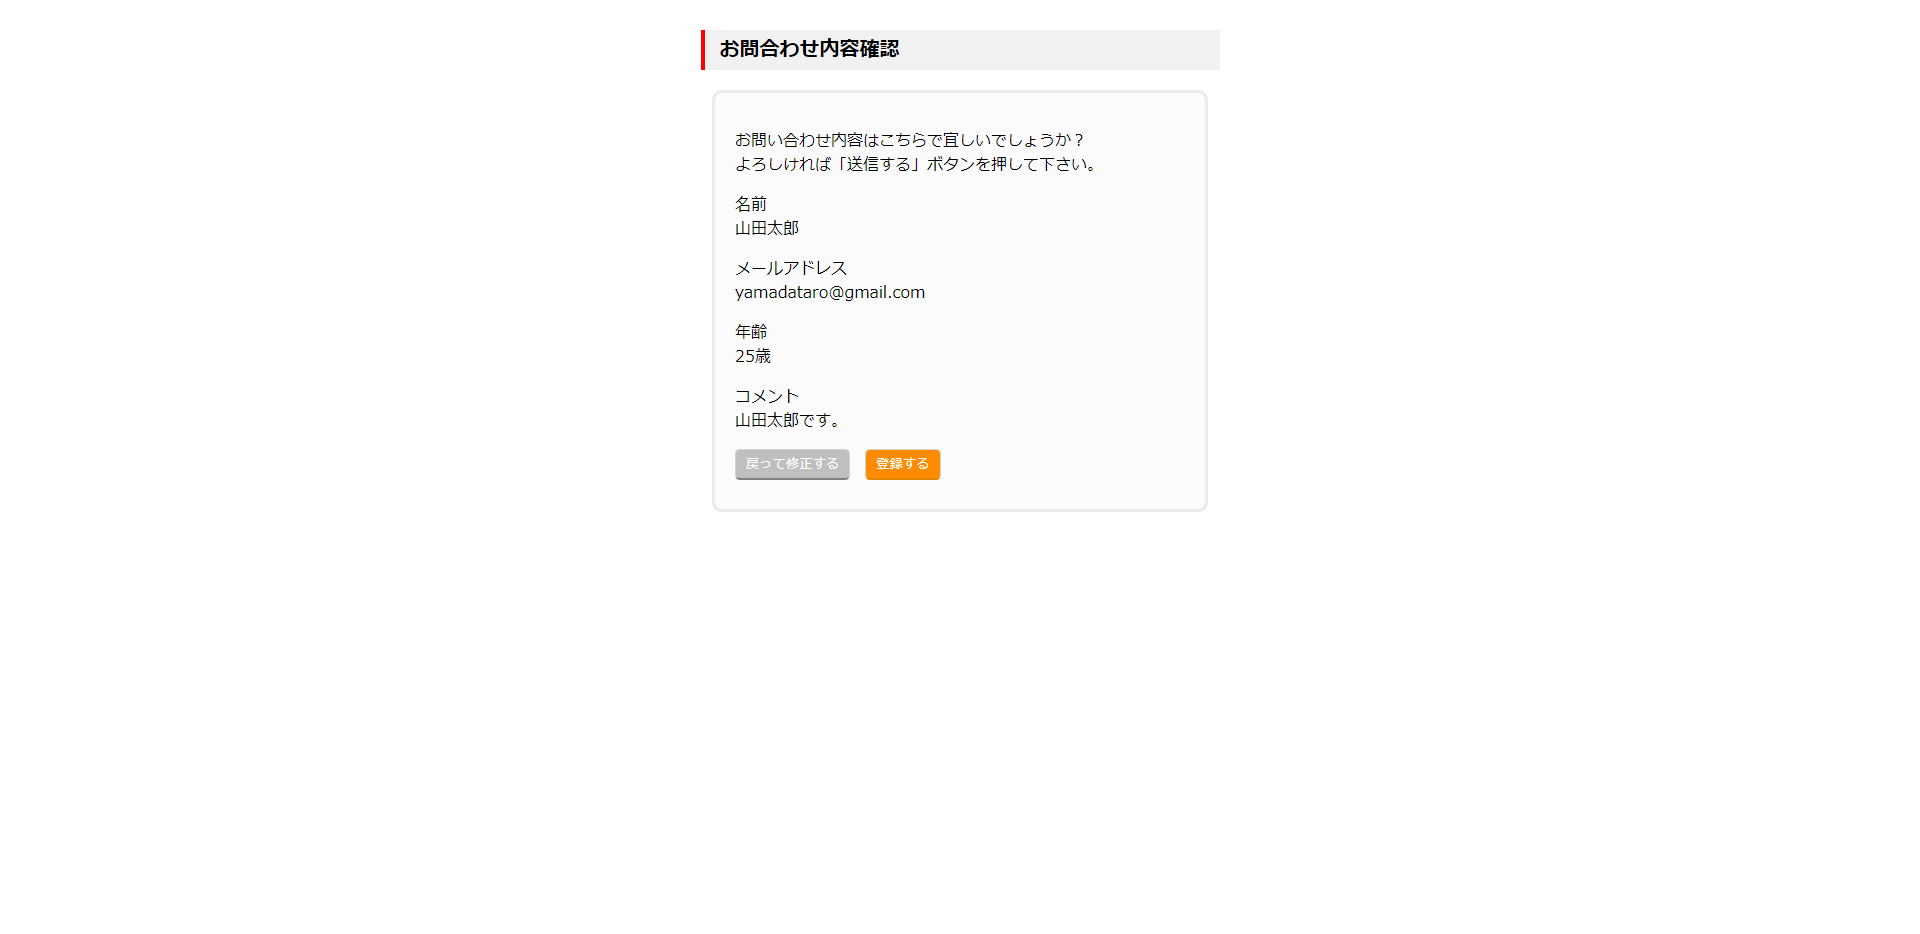 お問合わせ内容確認
お問い合わせ内容はこちらで宜しいでしょうか？
よろしければ「送信する」ボタンを押して下さい。
名前
山田太郎
メールアドレス
yamadataro@gmail.com
年齢
25歳
コメント
山田太郎です。
戻って修正する 登録する